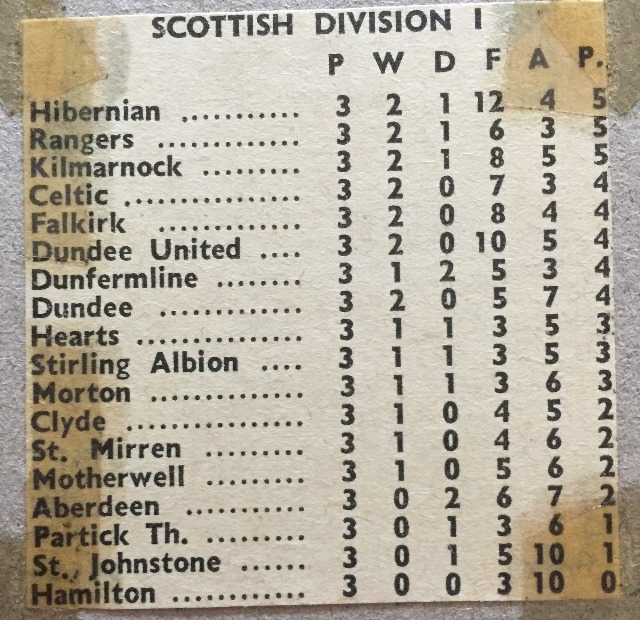 SCOTTISH DIVISION I
P W D F A P.
Hibernian ........... 3 2 1 12 4 5
Rangers ............. 3 2 1 6 3 5
Kilmarnock ......... 3 2 1 8 5 5
Celtic ................ 3 2 0 7 3 4
Falkirk ............. 3 2 0 8 4 4
Dundee United .... 3 2 0 10 5 4
Dunfermline ........ 3 1 2 5 3 4
Dundee ............. 3 2 0 5 7 4
Hearts ............... 3 1 1 3 5 3
Stirling Albion .... 3 1 1 3 5 3
Morton .............. 3 1 1 3 6 3
Clyde ................ 3 1 0 4 5 2
St. Mirren .......... 3 1 0 4 6 2
Motherwell ......... 3 1 0 5 6 2
Aberdeen ........... 3 0 2 6 7 2
Partick Th. ......... 3 0 1 3 6 1
St. Johnstone ...... 3 0 1 5 10 1
Hamilton ............ 3 0 0 3 10 0